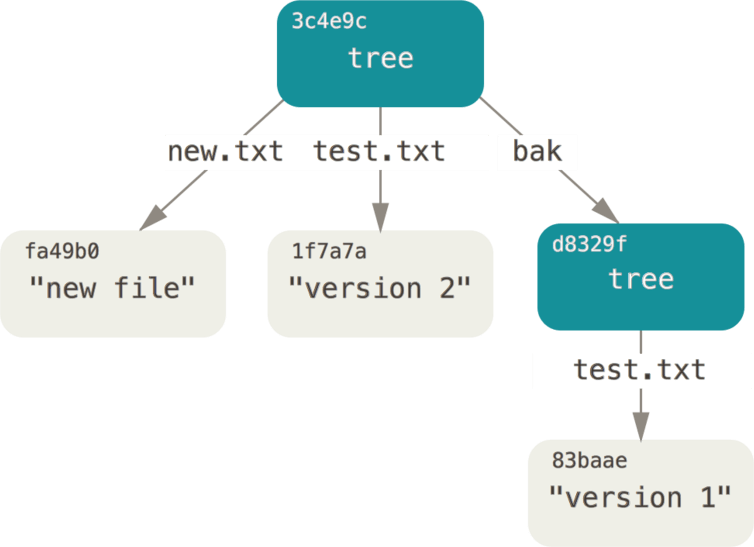 3c4e9c
tree
new.txt test.txt bak
fa49b0
"new file"
1f7a7a
"version 2"
d8329f
tree
test.txt
83baae
"version 1"